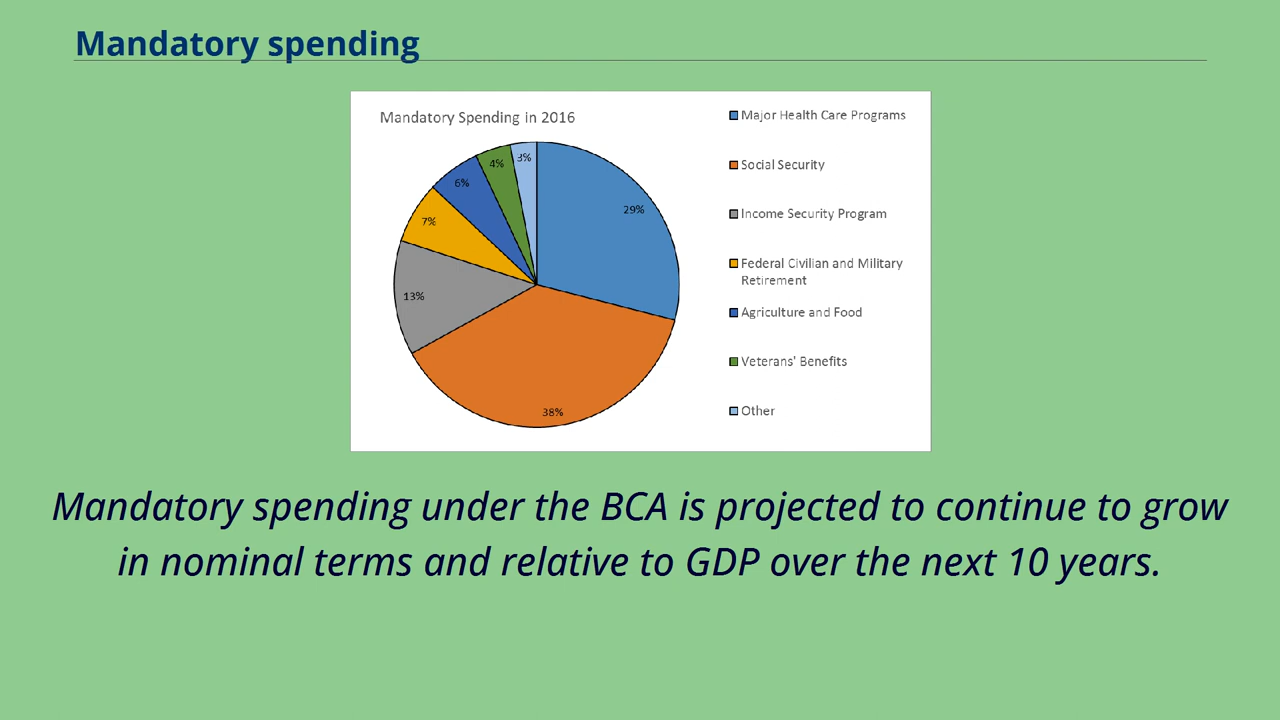 Mandatory spending
Mandatory Spending in 2016
3%
4%
6%
7%
13%
29%
38%
Major Health Care Programs
Social Security
Income Security Program
Federal Civilian and Military
Retirement
Agriculture and Food
Veterans' Benefits
Other
Mandatory spending under the BCA is projected to continue to grow
in nominal terms and relative to GDP over the next 10 years.